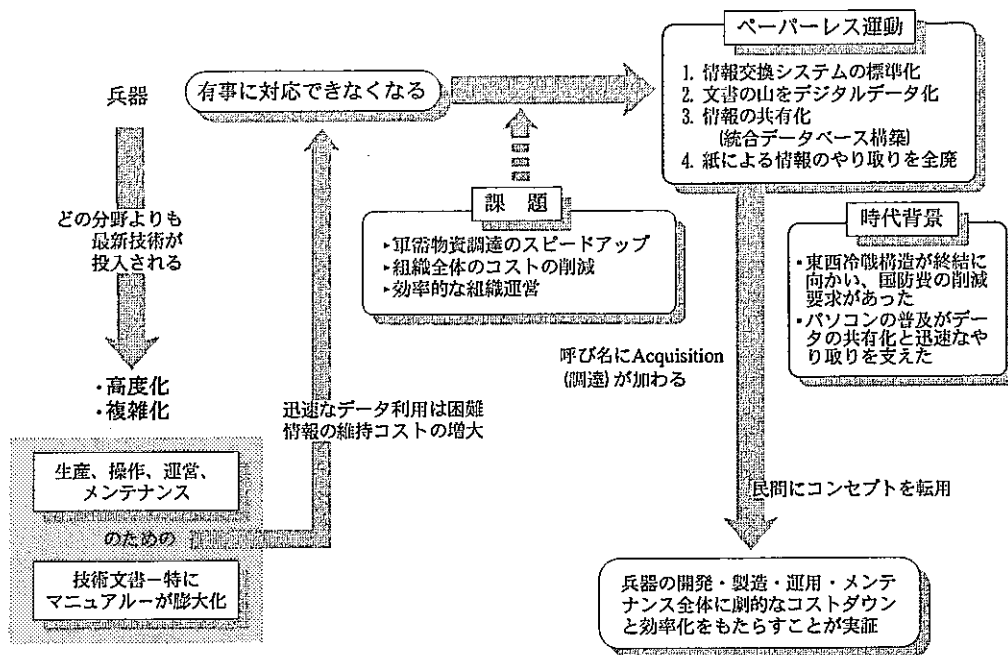 兵器
どの分野よりも
最新技術が
投入される
・高度化
・複雑化
生産、操作、運営、
メンテナンス
のための
技術文書－特に
マニュアル－が膨大化
迅速なデータ利用は困難
情報の維持コストの増大
有事に対応できなくなる
課 題
▸軍需物資調達のスピードアップ
▸組織全体のコストの削減
▸効率的な組織運営
ペーパーレス運動
1. 情報交換システムの標準化
2. 文書の山をデジタルデータ化
3. 情報の共有化
(統合データベース構築)
4. 紙による情報のやり取りを全廃
時代背景
・東西冷戦構造が終結に
向かい、国防費の削減
要求があった
・パソコンの普及がデー
タの共有化と迅速なや
り取りを支えた
呼び名にAcquisition
(調達)が加わる
民間にコンセプトを転用
兵器の開発・製造・運用・メンテ
ナンス全体に劇的なコストダウン
と効率化をもたらすことが実証